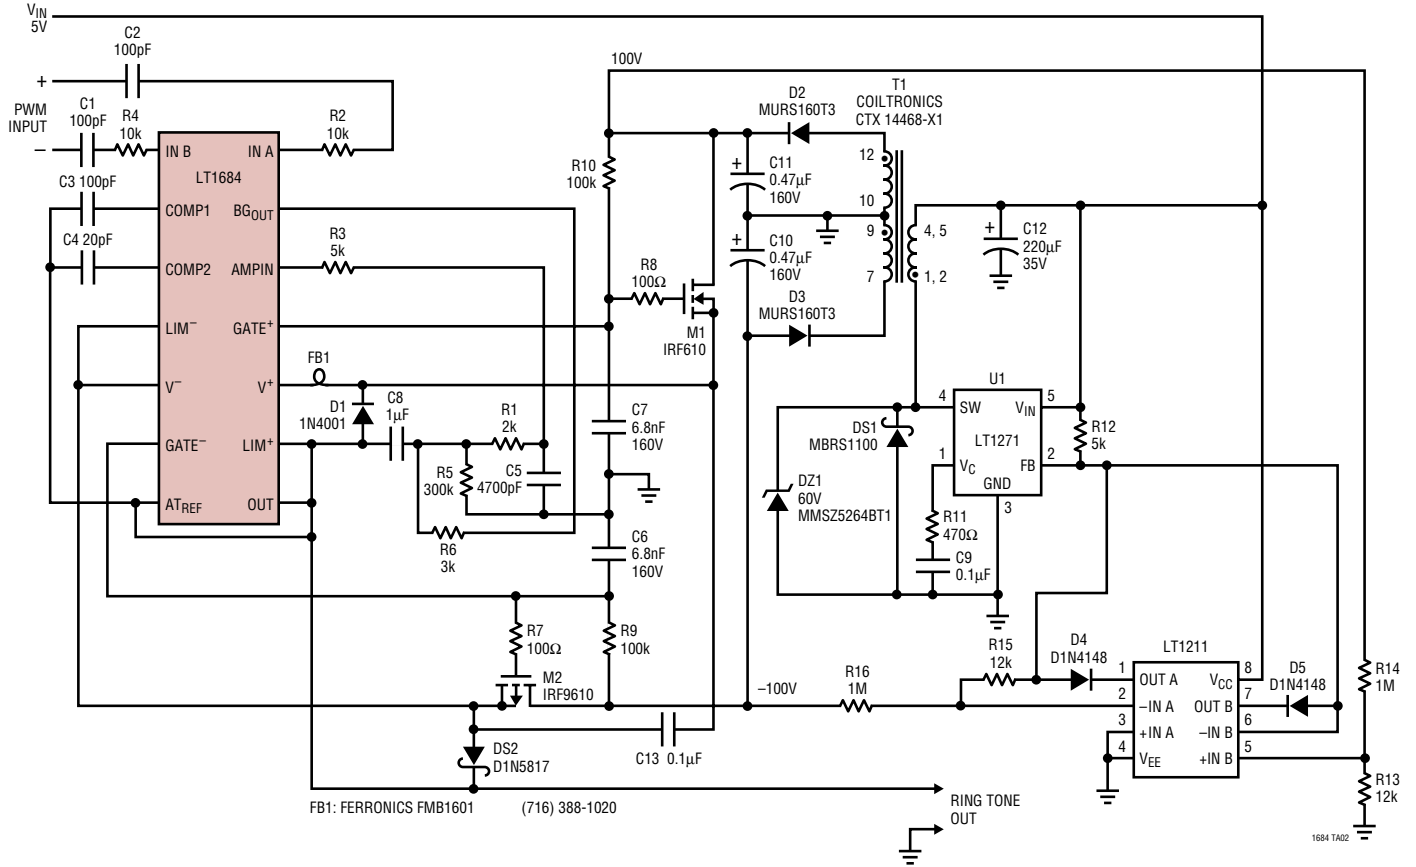 VIN
5V
C2
100pF
+
PWM
INPUT
–
C1
100pF
R4
10k
R2
10k
IN B
IN A
LT1684
C3 100pF
COMP1
BGOUT
C4 20pF
R3
5k
COMP2
AMPIN
LIM–
GATE+
FB1
V–
V+
D1
1N4001
C8
1µF
R1
2k
GATE–
LIM+
R5
300k
C5
4700pF
ATREF
OUT
R6
3k
100V
R10
100k
R8
100Ω
M1
IRF610
C7
6.8nF
160V
C6
6.8nF
160V
R7
100Ω
R9
100k
M2
IRF9610
DS2
D1N5817
C13 0.1µF
D2
MURS160T3
T1
COILTRONICS
CTX 14468-X1
+
C11
0.47µF
160V
12
10
9
7
4, 5
1, 2
+
C10
0.47µF
160V
D3
MURS160T3
+
C12
220µF
35V
U1
4
SW
VIN
5
LT1271
1
VC
FB
2
GND
3
R12
5k
DS1
MBRS1100
DZ1
60V
MMSZ5264BT1
R11
470Ω
C9
0.1µF
–100V
R16
1M
R15
12k
D4
D1N4148
LT1211
1
OUT A
VCC
8
2
–IN A
OUT B
7
3
+IN A
–IN B
6
4
VEE
+IN B
5
D5
D1N4148
R14
1M
R13
12k
FB1: FERRONICS FMB1601 (716) 388-1020
RING TONE
OUT
1684 TA02